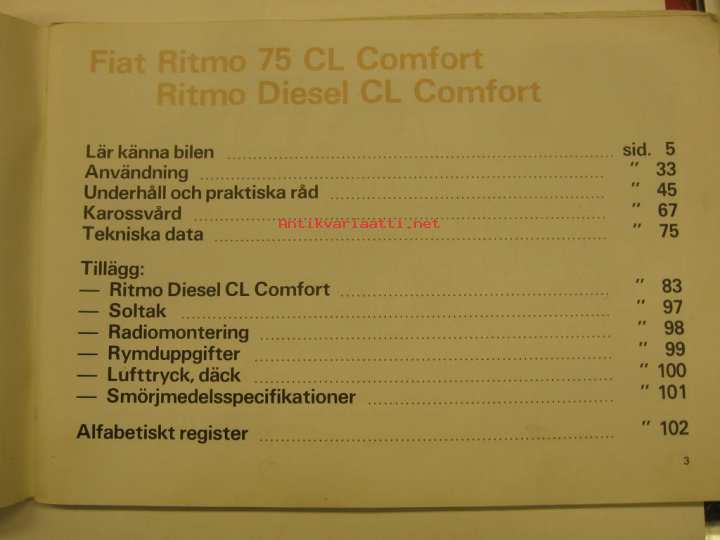 Fiat Ritmo 75 CL Comfort
Ritmo Diesel CL Comfort
Lär känna bilen sid. 5
Användning " 33
Underhåll och praktiska råd " 45
Karossvård " 67
Antikvariaatti.net
Tekniska data " 75
Tillägg:
— Ritmo Diesel CL Comfort " 83
— Soltak " 97
— Radiomontering " 98
— Rymduppgifter " 99
— Lufttryck, däck " 100
— Smörjmedelsspecifikationer " 101
Alfabetiskt register " 102
3